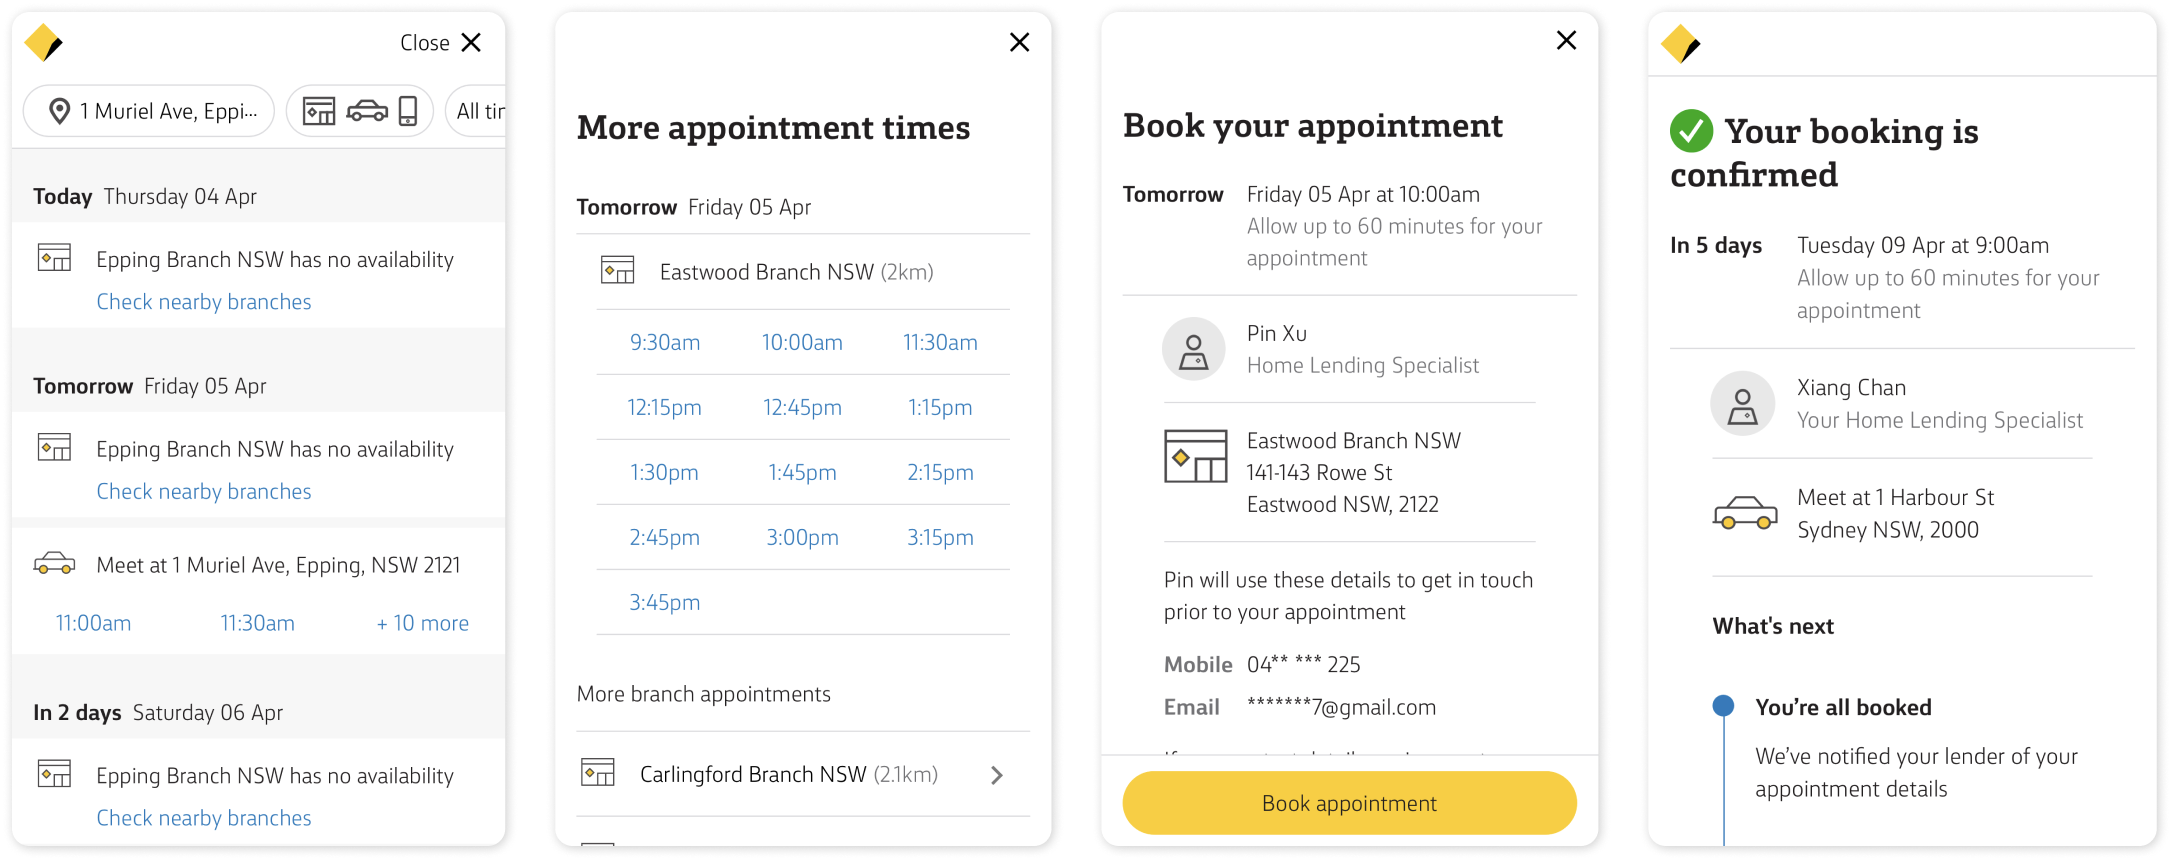 Close
1 Muriel Ave, Eppi...
All tir
Today Thursday 04 Apr
Epping Branch NSW has no availability
Check nearby branches
Tomorrow Friday 05 Apr
Epping Branch NSW has no availability
Check nearby branches
Meet at 1 Muriel Ave, Epping, NSW 2121
11:00am 11:30am + 10 more
In 2 days Saturday 06 Apr
Epping Branch NSW has no availability
Check nearby branches
More appointment times
Tomorrow Friday 05 Apr
Eastwood Branch NSW (2km)
9:30am 10:00am 11:30am
12:15pm 12:45pm 1:15pm
1:30pm 1:45pm 2:15pm
2:45pm 3:00pm 3:15pm
3:45pm
More branch appointments
Carlingford Branch NSW (2.1km)
Book your appointment
Tomorrow Friday 05 Apr at 10:00am
Allow up to 60 minutes for your
appointment
Pin Xu
Home Lending Specialist
Eastwood Branch NSW
141-143 Rowe St
Eastwood NSW, 2122
Pin will use these details to get in touch
prior to your appointment
Mobile 04** *** 225
Email *******7@gmail.com
Book appointment
Your booking is
confirmed
In 5 days Tuesday 09 Apr at 9:00am
Allow up to 60 minutes for your
appointment
Xiang Chan
Your Home Lending Specialist
Meet at 1 Harbour St
Sydney NSW, 2000
What's next
You're all booked
We've notified your lender of your
appointment details